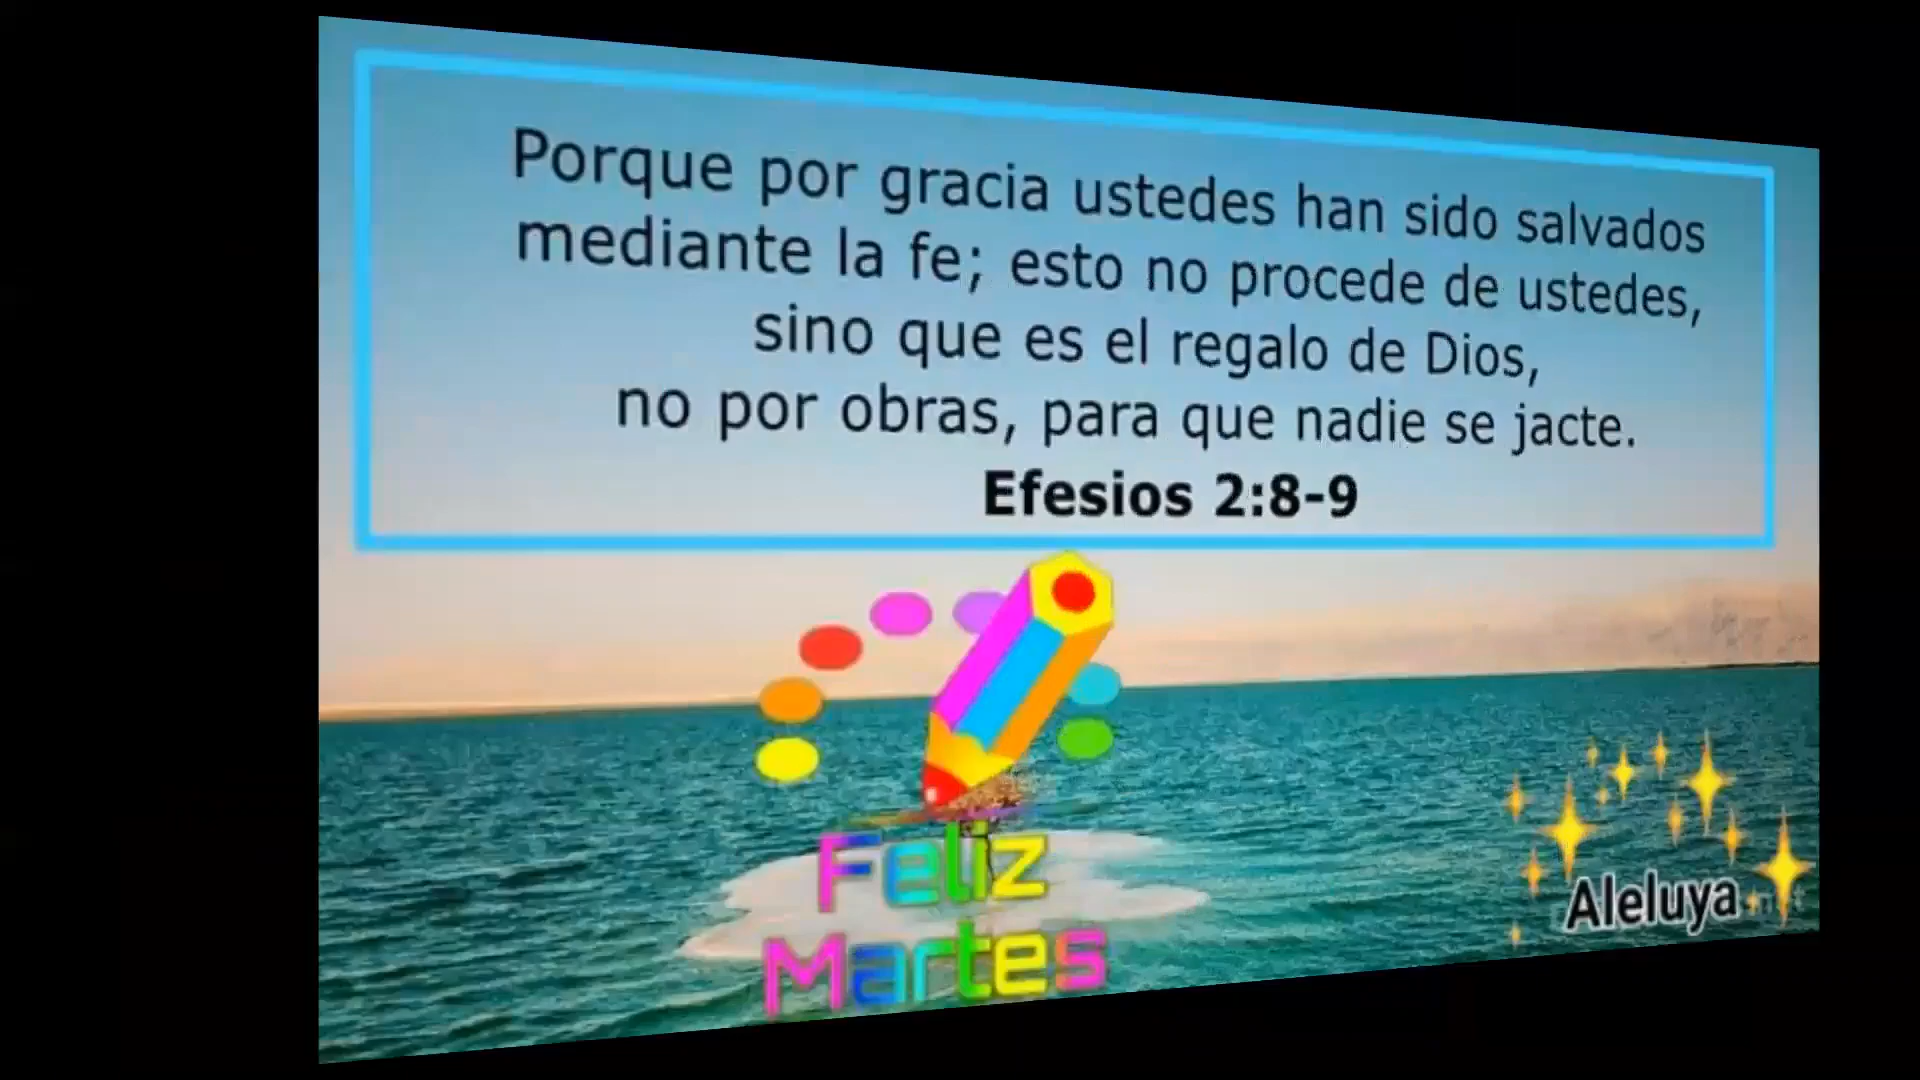 Porque por gracia ustedes han sido salvados
mediante la fe; esto no procede de ustedes,
sino que es el regalo de Dios,
no por obras, para que nadie se jacte.
Efesios 2:8-9
Feliz
Martes
Aleluya